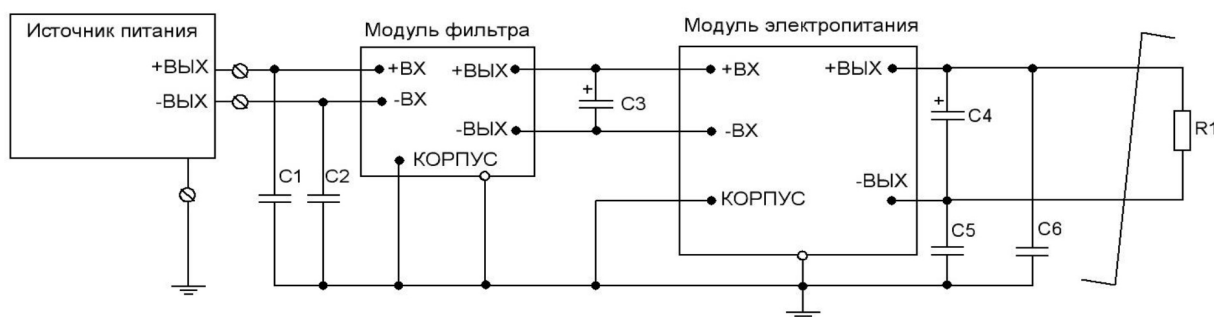 Источник питания
+ВЫХ
-ВЫХ
Модуль фильтра
+ВХ
-ВХ
+ВЫХ
-ВЫХ
КОРПУС
C1
C2
+
C3
Модуль электропитания
+ВХ
-ВХ
КОРПУС
+ВЫХ
-ВЫХ
+
C4
C5
C6
R1